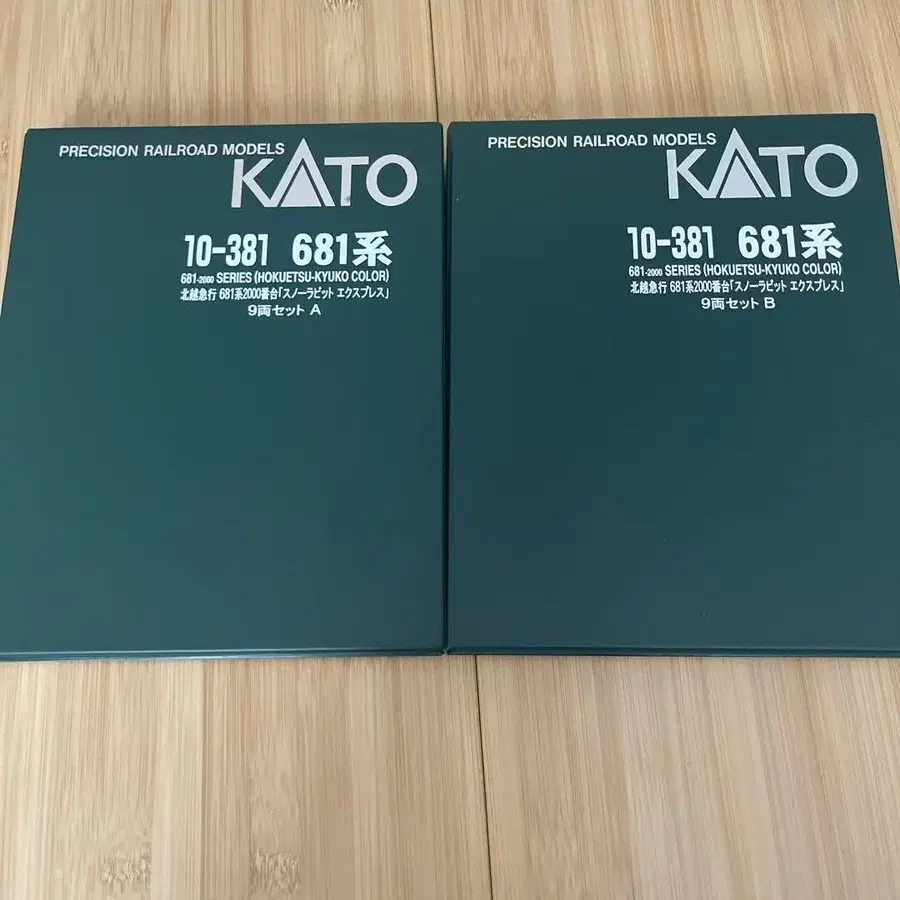 PRECISION RAILROAD MODELS
KATO
10-381 681系
681-2000 SERIES (HOKUETSU-KYUKO COLOR)
北越急行 681系2000番台「スノーラビット エクスプレス」
9両セット A
PRECISION RAILROAD MODELS
KATO
10-381 681系
681-2000 SERIES (HOKUETSU-KYUKO COLOR)
北越急行 681系2000番台「スノーラビット エクスプレス」
9両セット B